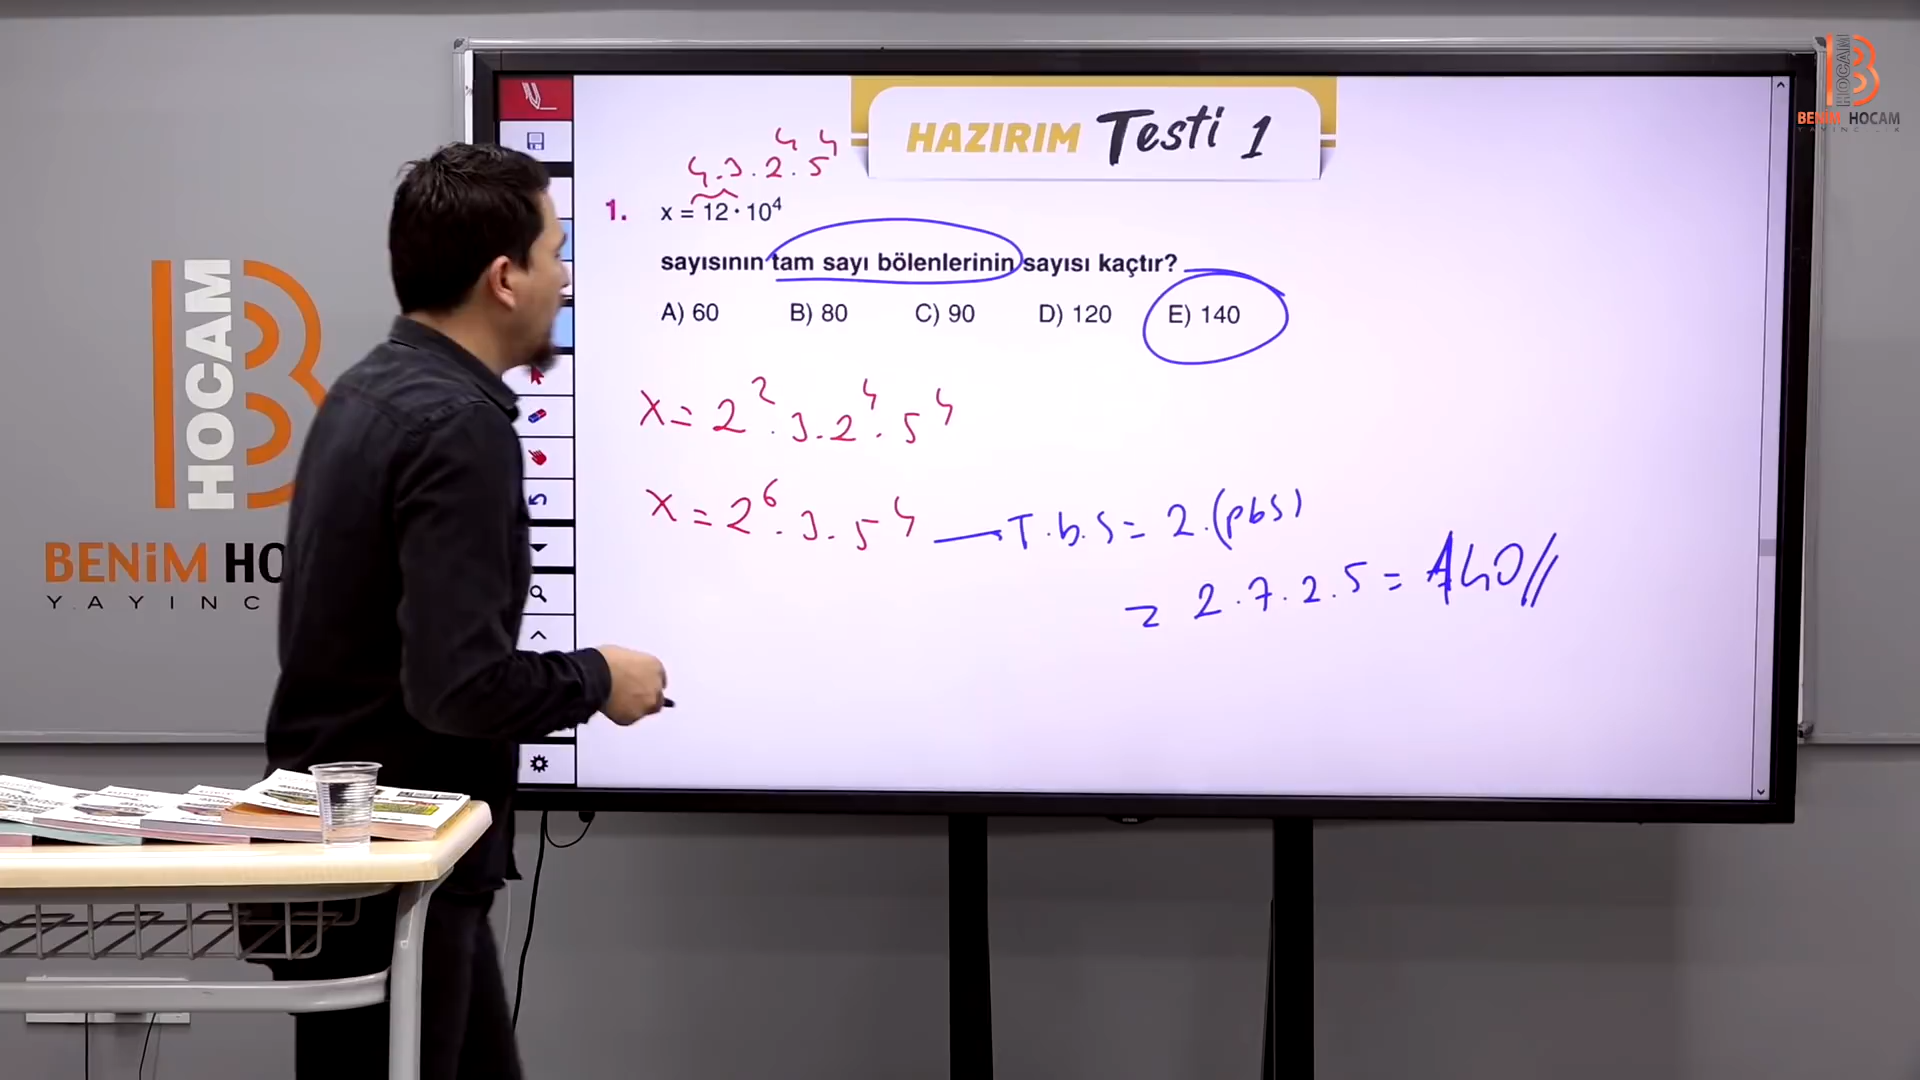 HAZIRIM Testi 1
4.3.2⁴.5⁴
1. x = 12 · 10⁴
sayısının tam sayı bölenlerinin sayısı kaçtır?
A) 60 B) 80 C) 90 D) 120 E) 140
x = 2² . 3 . 2⁴ . 5⁴
x = 2⁶ . 3 . 5⁴ — T.b.s = 2.(pbs)
= 2.7.2.5 = 140//
B HOCAM
BENİM HOCAM
YAYINCILIK
B HOCAM
BENİM HO
YAYINC